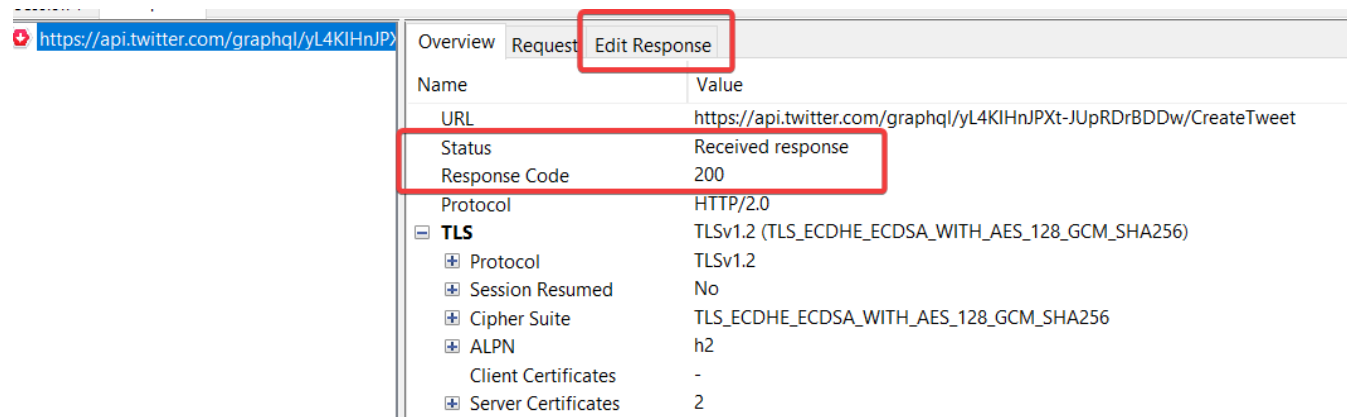 https://api.twitter.com/graphql/yL4KIHnJPX
Overview Request Edit Response
Name Value
URL https://api.twitter.com/graphql/yL4KIHnJPXt-JUpRDrBDDw/CreateTweet
Status Received response
Response Code 200
Protocol HTTP/2.0
TLS TLSv1.2 (TLS_ECDHE_ECDSA_WITH_AES_128_GCM_SHA256)
Protocol TLSv1.2
Session Resumed No
Cipher Suite TLS_ECDHE_ECDSA_WITH_AES_128_GCM_SHA256
ALPN h2
Client Certificates -
Server Certificates 2